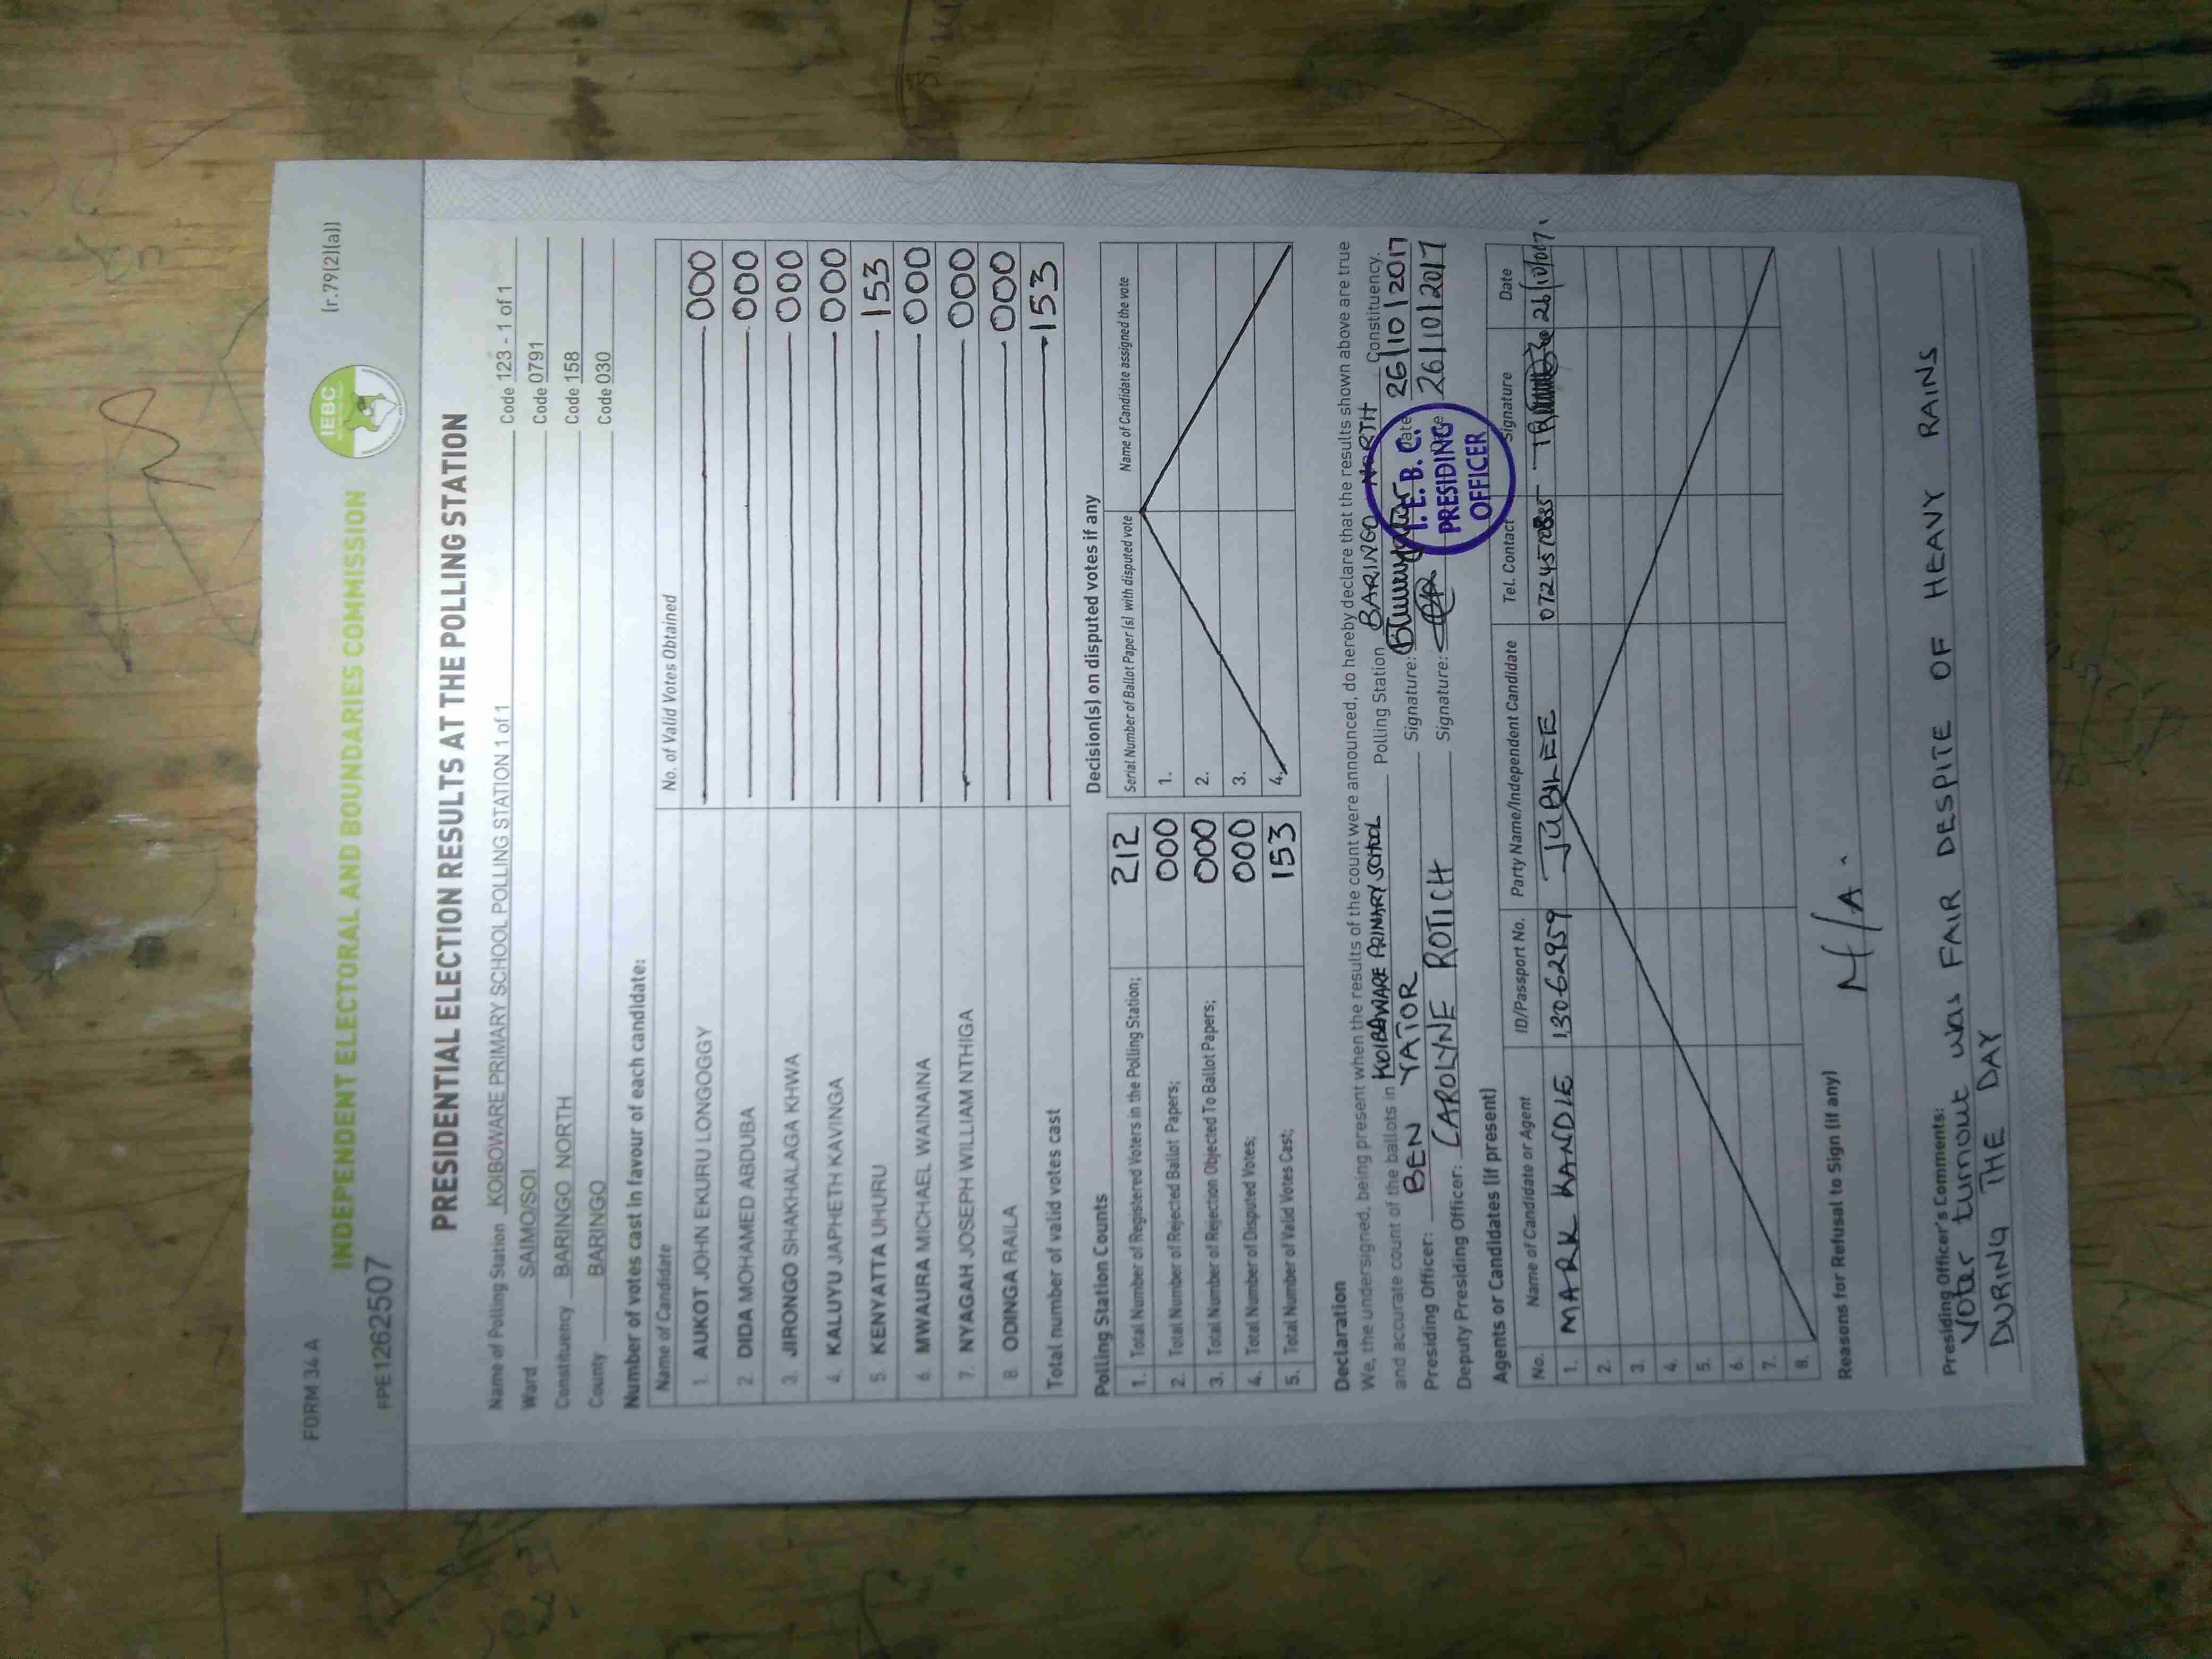 FORM 34 A
(r.79(2)(a))
IEBC
INDEPENDENT ELECTORAL AND BOUNDARIES COMMISSION
PPE1262507
PRESIDENTIAL ELECTION RESULTS AT THE POLLING STATION
Name of Polling Station KOIBOWARE PRIMARY SCHOOL POLLING STATION 1 of 1 Code 123 - 1 of 1
Ward SAIMO/SOI Code 0791
Constituency BARINGO NORTH Code 158
County BARINGO Code 030
Number of votes cast in favour of each candidate:
Name of Candidate No. of Valid Votes Obtained
1. AUKOT JOHN EKURU LONGOGGY 000
2. DIDA MOHAMED ABDUBA 000
3. JIRONGO SHAKHALAGA KHWA 000
4. KALUYU JAPHETH KAVINGA 000
5. KENYATTA UHURU 153
6. MWAURA MICHAEL WAINAINA 000
7. NYAGAH JOSEPH WILLIAM NTHIGA 000
8. ODINGA RAILA 000
Total number of valid votes cast 153
Polling Station Counts
1. Total Number of Registered Voters in the Polling Station; 212
2. Total Number of Rejected Ballot Papers; 000
3. Total Number of Rejection Objected To Ballot Papers; 000
4. Total Number of Disputed Votes; 000
5. Total Number of Valid Votes Cast; 153
Decision(s) on disputed votes if any
Serial Number of Ballot Paper (s) with disputed vote Name of Candidate assigned the vote
1.
2.
3.
4.
Declaration
We, the undersigned, being present when the results of the count were announced, do hereby declare that the results shown above are true
and accurate count of the ballots in KOIBAWARE PRIMARY SCHOOL Polling Station BARINGO NORTH Constituency.
Presiding Officer: BEN YATOR Signature: Date 26/10/2017
Deputy Presiding Officer: CAROLYNE ROTICH Signature: 26/10/2017
I.E.B.C.
PRESIDING
OFFICER
Agents or Candidates (if present)
No. Name of Candidate or Agent ID/Passport No. Party Name/Independent Candidate Tel. Contact Signature Date
1. MARK KANDIE 13062959 JUBILEE
2.
3.
4.
5.
6.
7.
8.
Reasons for Refusal to Sign (if any)
N/A.
Presiding Officer's Comments:
Voter turnout was FAIR DESPITE OF HEAVY RAINS
DURING THE DAY